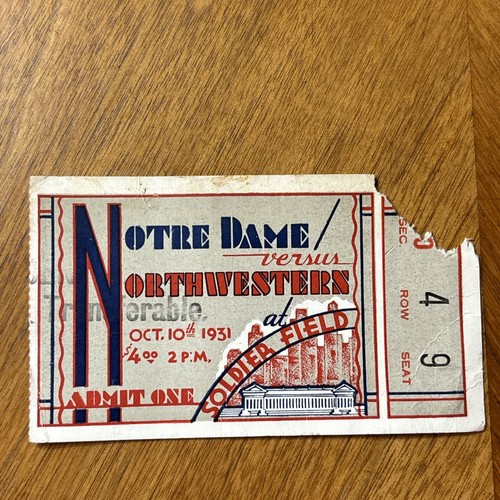 NOTRE DAME/
versus
NORTHWESTERN
Transferable.
at
OCT. 10th 1931
$4.00 2 P.M.
SOLDIER FIELD
ADMIT ONE
SEC
ROW 4
SEAT 9